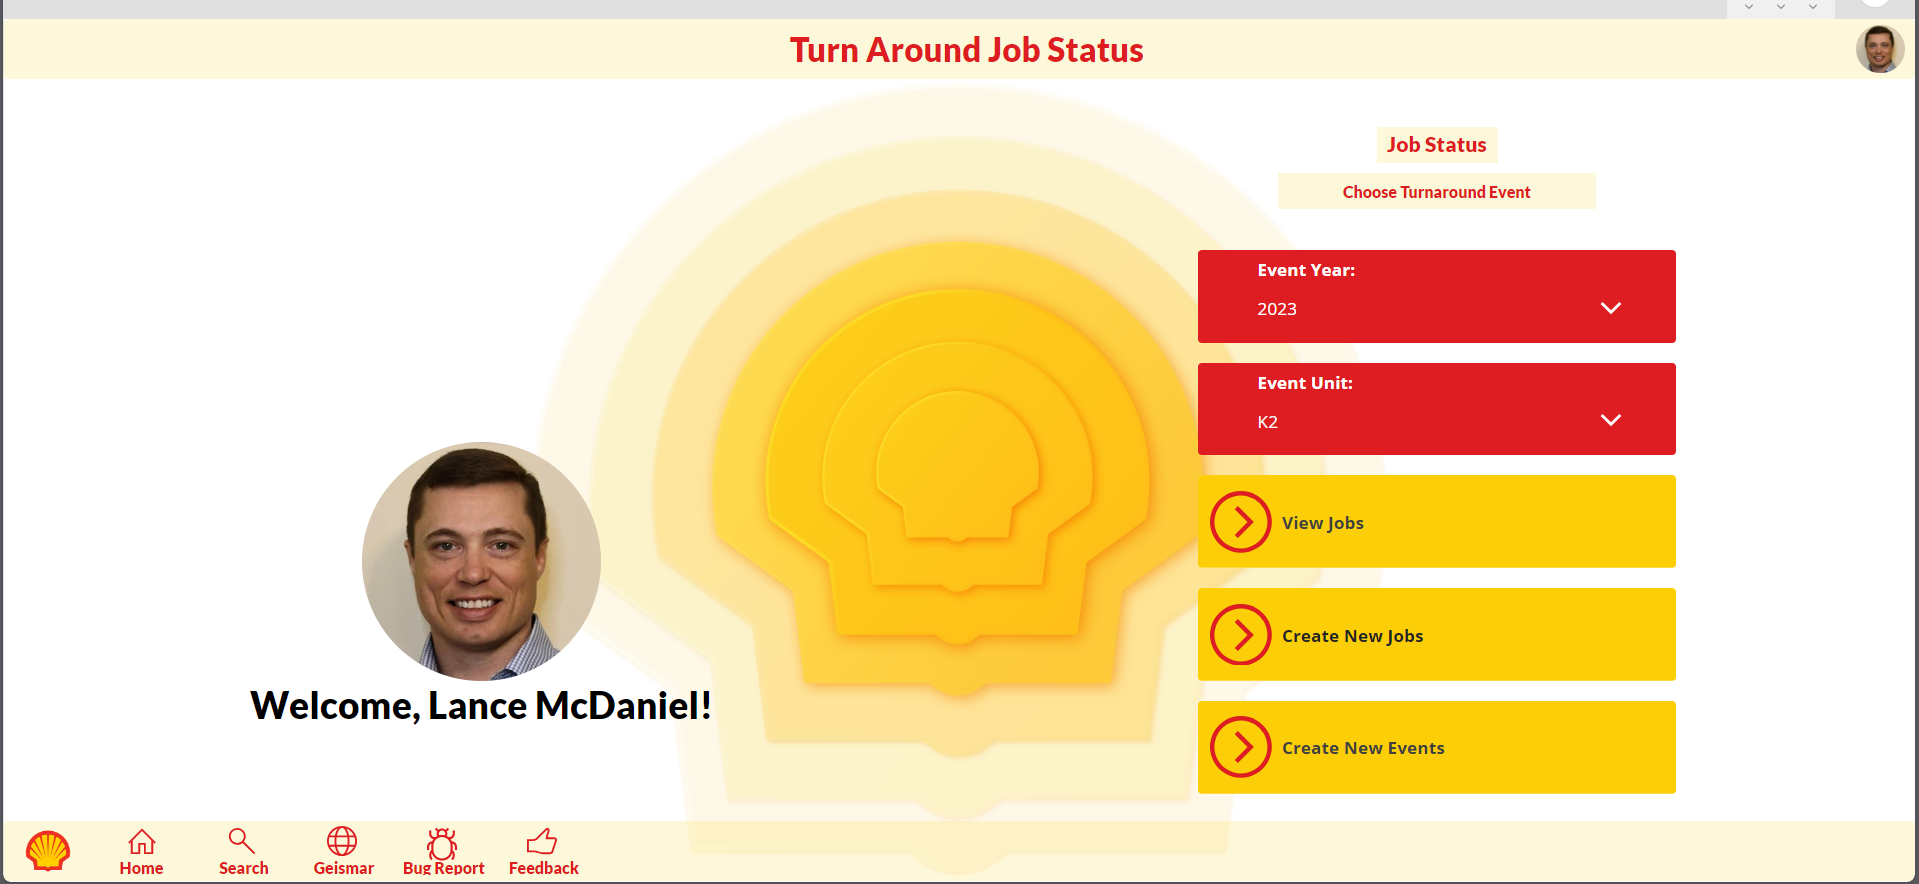 Turn Around Job Status
Job Status
Choose Turnaround Event
Event Year:
2023
Event Unit:
K2
View Jobs
Create New Jobs
Create New Events
Welcome, Lance McDaniel!
Home
Search
Geismar
Bug Report
Feedback